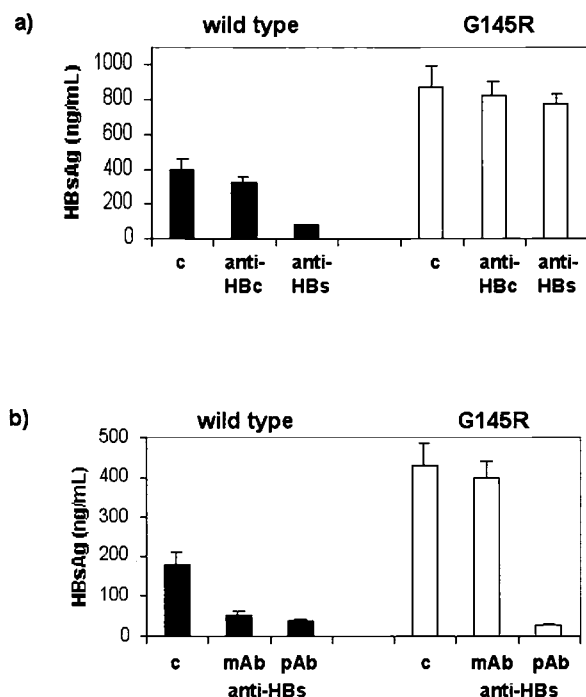 a)
wild type
G145R
HBsAg (ng/mL)
1000
800
600
400
200
0
c anti-HBc anti-HBs c anti-HBc anti-HBs
b)
wild type
G145R
HBsAg (ng/mL)
500
400
300
200
100
0
c mAb pAb c mAb pAb
anti-HBs anti-HBs